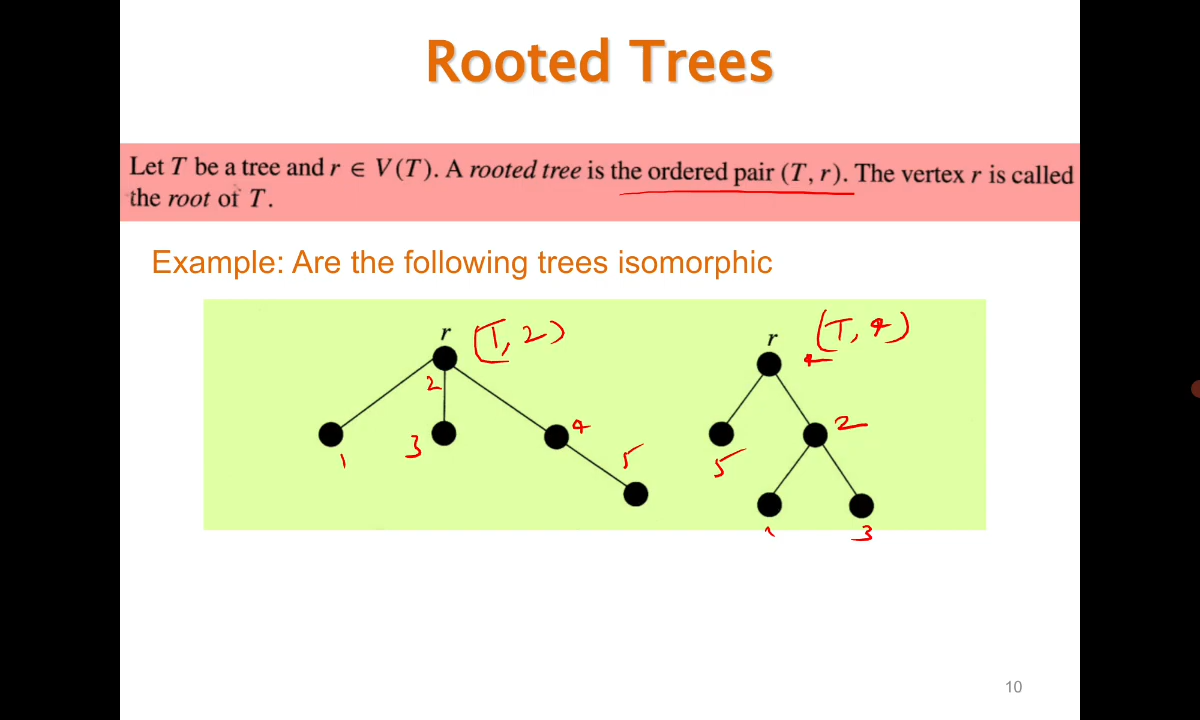 Rooted Trees
Let T be a tree and r ∈ V(T). A rooted tree is the ordered pair (T, r). The vertex r is called
the root of T.
Example: Are the following trees isomorphic
r (T, 2)
2
1
3
4
5
r (T, 4)
4
5
2
1
3
10